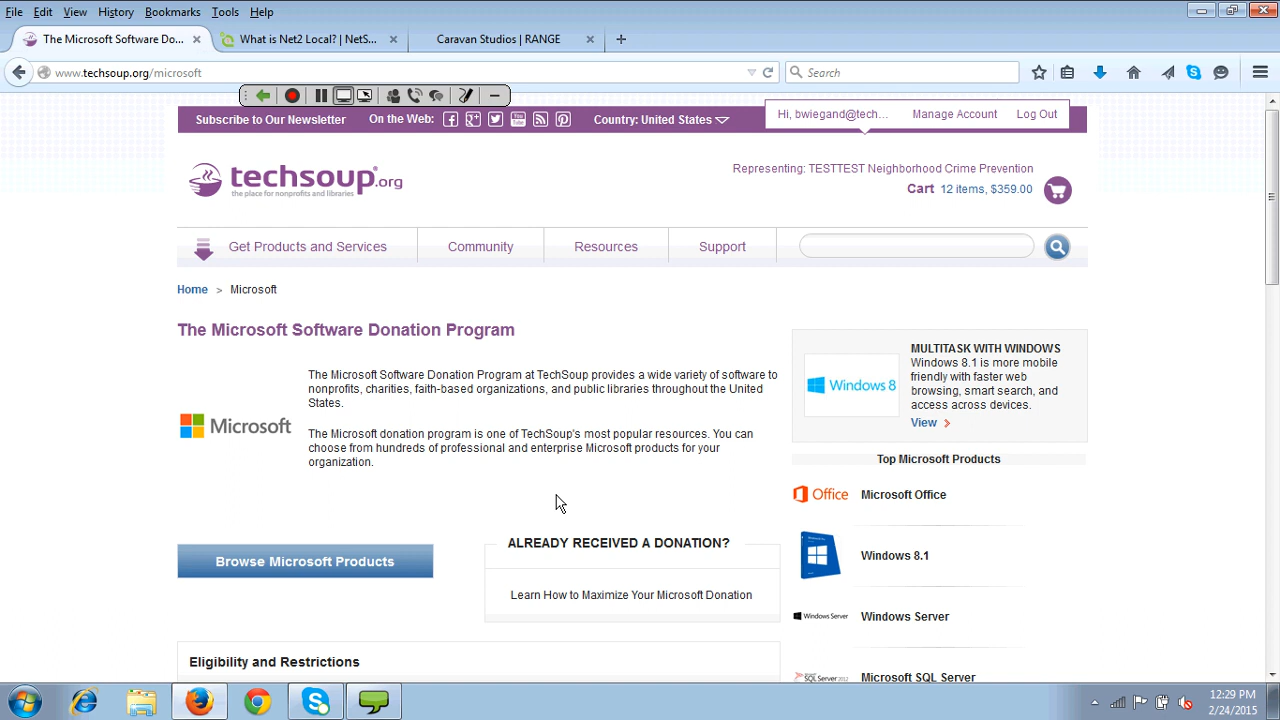 File Edit View History Bookmarks Tools Help
The Microsoft Software Do... × What is Net2 Local? | NetS... × Caravan Studios | RANGE ×
www.techsoup.org/microsoft
Search
Subscribe to Our Newsletter On the Web: Country: United States Hi, bwiegand@tech... Manage Account Log Out
techsoup.org
the place for nonprofits and libraries
Representing: TESTTEST Neighborhood Crime Prevention
Cart 12 items, $359.00
Get Products and Services Community Resources Support
Home > Microsoft
The Microsoft Software Donation Program
Microsoft
The Microsoft Software Donation Program at TechSoup provides a wide variety of software to
nonprofits, charities, faith-based organizations, and public libraries throughout the United
States.
The Microsoft donation program is one of TechSoup's most popular resources. You can
choose from hundreds of professional and enterprise Microsoft products for your
organization.
Browse Microsoft Products
ALREADY RECEIVED A DONATION?
Learn How to Maximize Your Microsoft Donation
Eligibility and Restrictions
Windows 8
MULTITASK WITH WINDOWS
Windows 8.1 is more mobile
friendly with faster web
browsing, smart search, and
access across devices.
View >
Top Microsoft Products
Office Microsoft Office
Windows 8.1
Windows Server Windows Server
SQL Server 2012 Microsoft SQL Server
12:29 PM
2/24/2015